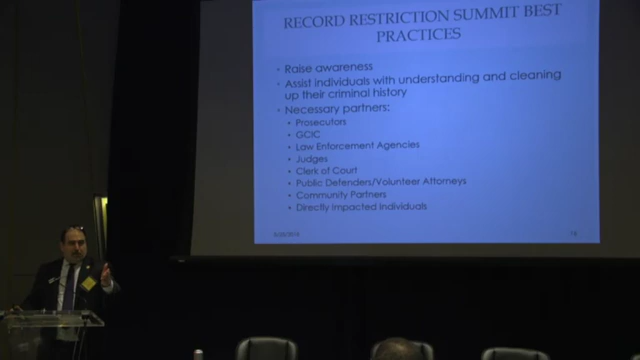 RECORD RESTRICTION SUMMIT BEST
PRACTICES
• Raise awareness
• Assist individuals with understanding and cleaning
up their criminal history
• Necessary partners:
• Prosecutors
• GCIC
• Law Enforcement Agencies
• Judges
• Clerk of Court
• Public Defenders/Volunteer Attorneys
• Community Partners
• Directly Impacted Individuals